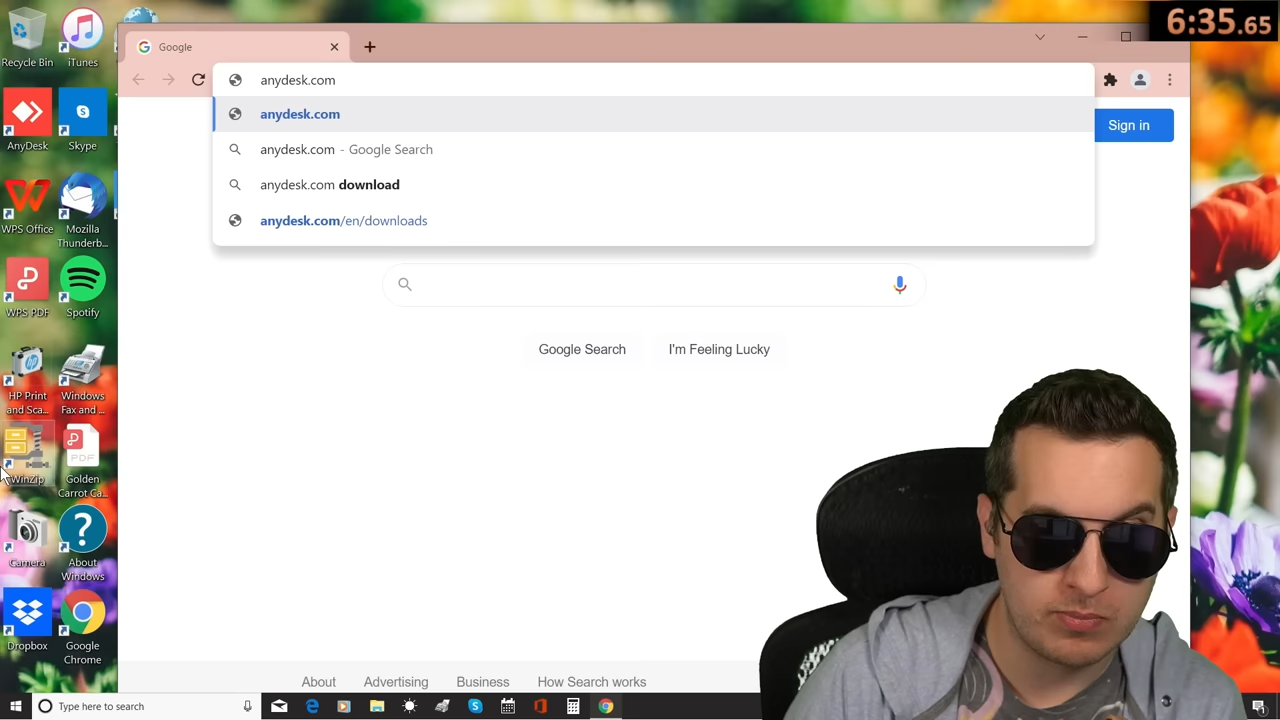 6:35.65
Recycle Bin
iTunes
AnyDesk
Skype
WPS Office
Mozilla
Thunderb...
WPS PDF
Spotify
HP Print
and Sca...
Windows
Fax and ...
WinZip
PDF
Golden
Carrot Ca...
Camera
About
Windows
Dropbox
Google
Chrome
Google
anydesk.com
anydesk.com
anydesk.com - Google Search
anydesk.com download
anydesk.com/en/downloads
Sign in
Google Search
I'm Feeling Lucky
About
Advertising
Business
How Search works
Type here to search